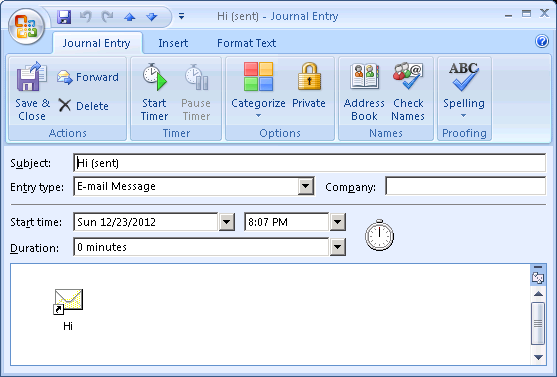 Hi (sent) - Journal Entry
Journal Entry Insert Format Text
Save & Close
Forward
Delete
Start Timer
Pause Timer
Categorize
Private
Address Book
Check Names
ABC
Spelling
Actions Timer Options Names Proofing
Subject: Hi (sent)
Entry type: E-mail Message Company:
Start time: Sun 12/23/2012 8:07 PM
Duration: 0 minutes
Hi